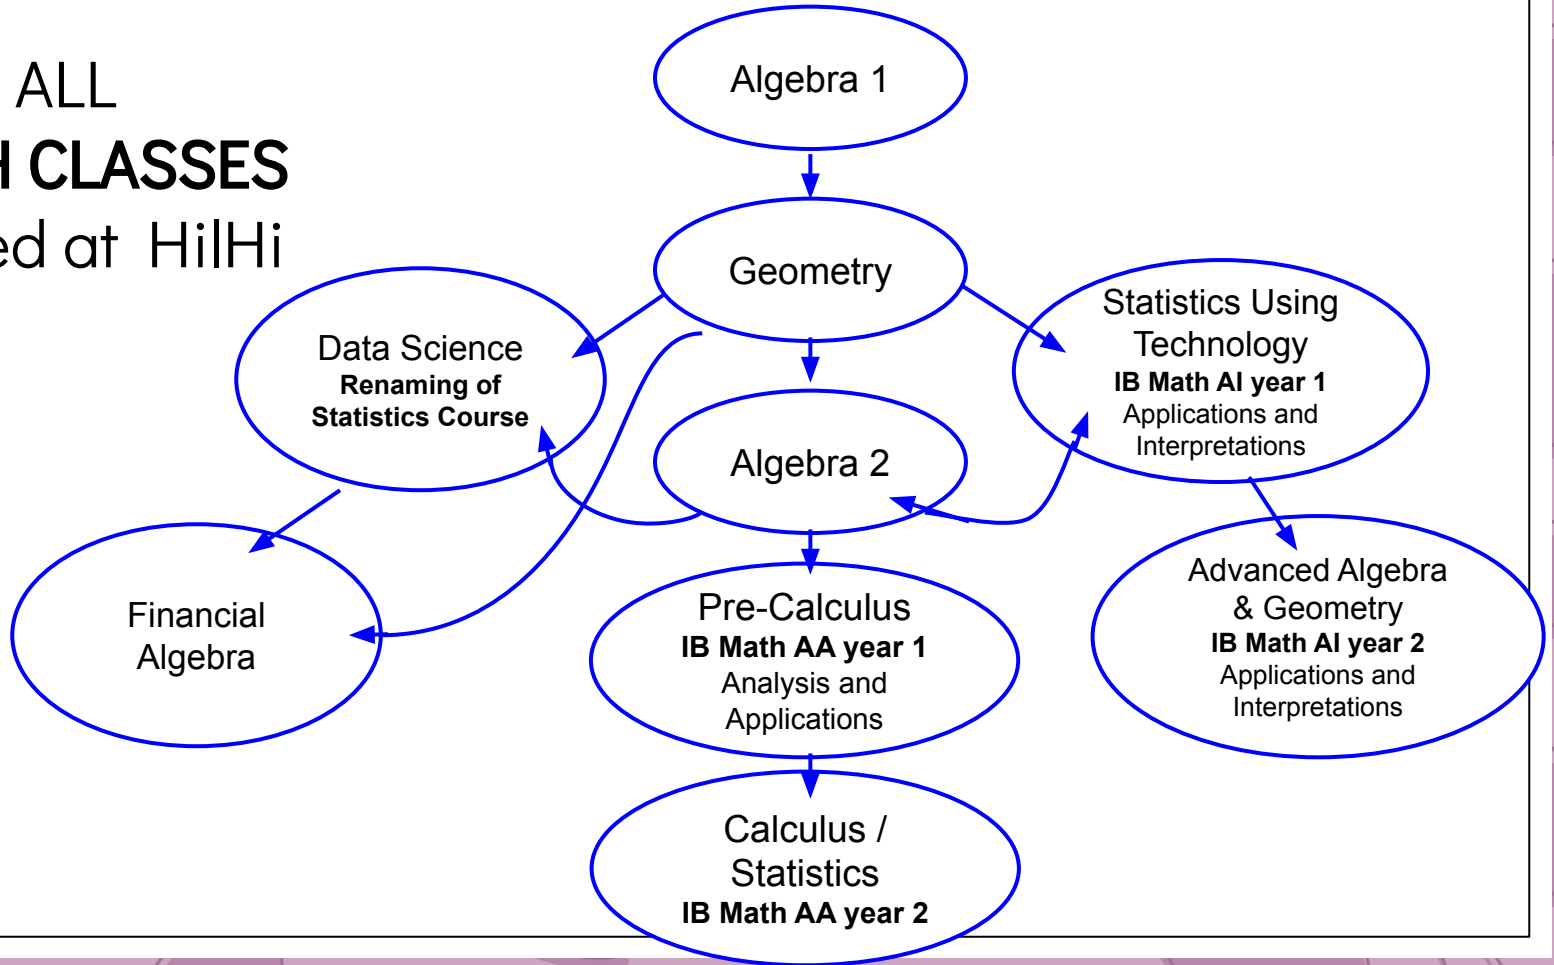 ALL
CLASSES
at HilHi
Algebra 1
Geometry
Data Science
Renaming of
Statistics Course
Statistics Using
Technology
IB Math AI year 1
Applications and
Interpretations
Algebra 2
Financial
Algebra
Pre-Calculus
IB Math AA year 1
Analysis and
Applications
Advanced Algebra
& Geometry
IB Math AI year 2
Applications and
Interpretations
Calculus /
Statistics
IB Math AA year 2